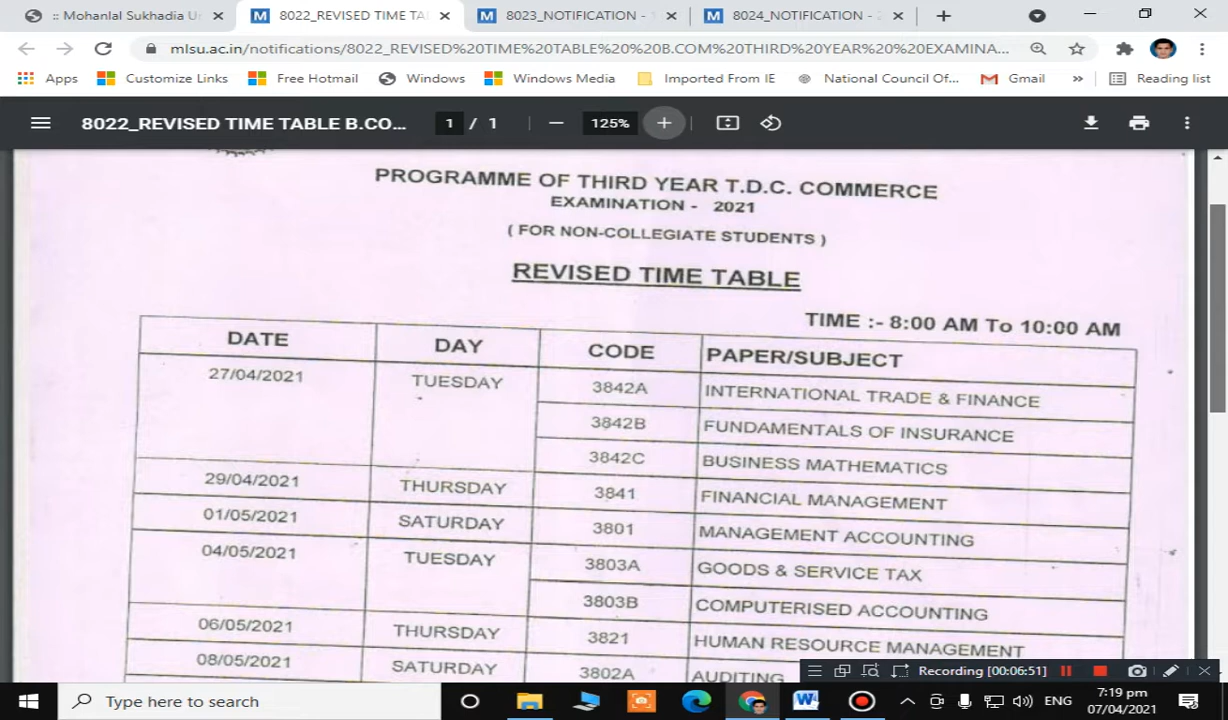 :: Mohanlal Sukhadia Un
8022_REVISED TIME TA
8023_NOTIFICATION - 1
8024_NOTIFICATION - 2
mlsu.ac.in/notifications/8022_REVISED%20TIME%20TABLE%20%20B.COM%20THIRD%20YEAR%20%20EXAMINA...
Apps
Customize Links
Free Hotmail
Windows
Windows Media
Imported From IE
National Council Of...
Gmail
»
Reading list
8022_REVISED TIME TABLE B.CO...
1 / 1
125%
PROGRAMME OF THIRD YEAR T.D.C. COMMERCE
EXAMINATION - 2021
( FOR NON-COLLEGIATE STUDENTS )
REVISED TIME TABLE
TIME :- 8:00 AM To 10:00 AM
DATE DAY CODE PAPER/SUBJECT
27/04/2021 TUESDAY 3842A INTERNATIONAL TRADE & FINANCE
3842B FUNDAMENTALS OF INSURANCE
3842C BUSINESS MATHEMATICS
29/04/2021 THURSDAY 3841 FINANCIAL MANAGEMENT
01/05/2021 SATURDAY 3801 MANAGEMENT ACCOUNTING
04/05/2021 TUESDAY 3803A GOODS & SERVICE TAX
3803B COMPUTERISED ACCOUNTING
06/05/2021 THURSDAY 3821 HUMAN RESOURCE MANAGEMENT
08/05/2021 SATURDAY 3802A AUDITING
Recording [00:06:51]
Type here to search
ENG
7:19 pm
07/04/2021